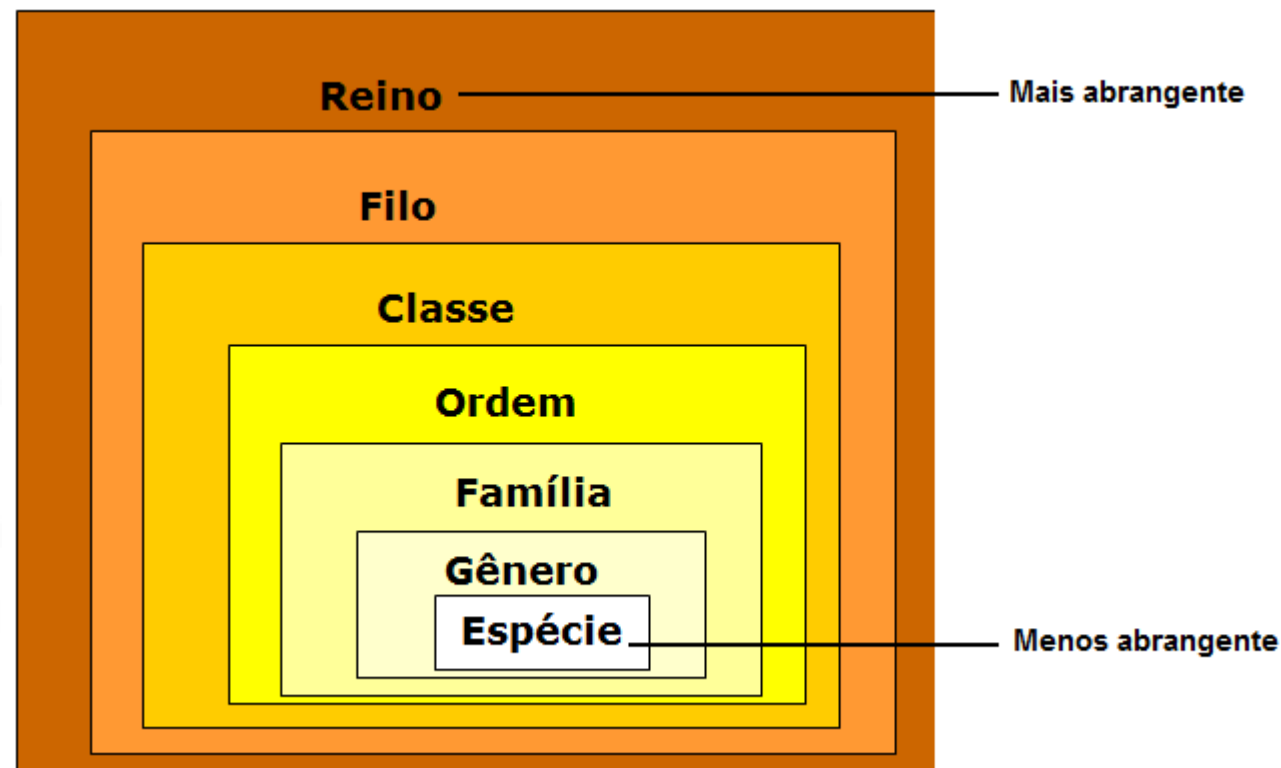 Reino
Mais abrangente
Filo
Classe
Ordem
Família
Gênero
Espécie
Menos abrangente